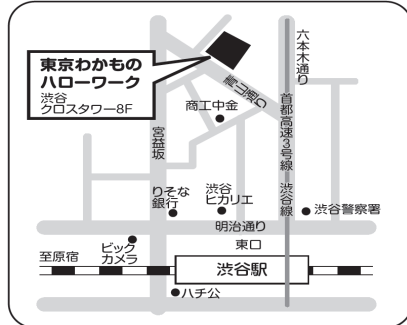 東京わかもの
ハローワーク
渋谷
クロスタワー8F
六本木通り
青山通り
首都高速3号線 渋谷線
商工中金
宮益坂
りそな
銀行
渋谷
ヒカリエ
渋谷警察署
明治通り
東口
至原宿
ビック
カメラ
渋谷駅
ハチ公